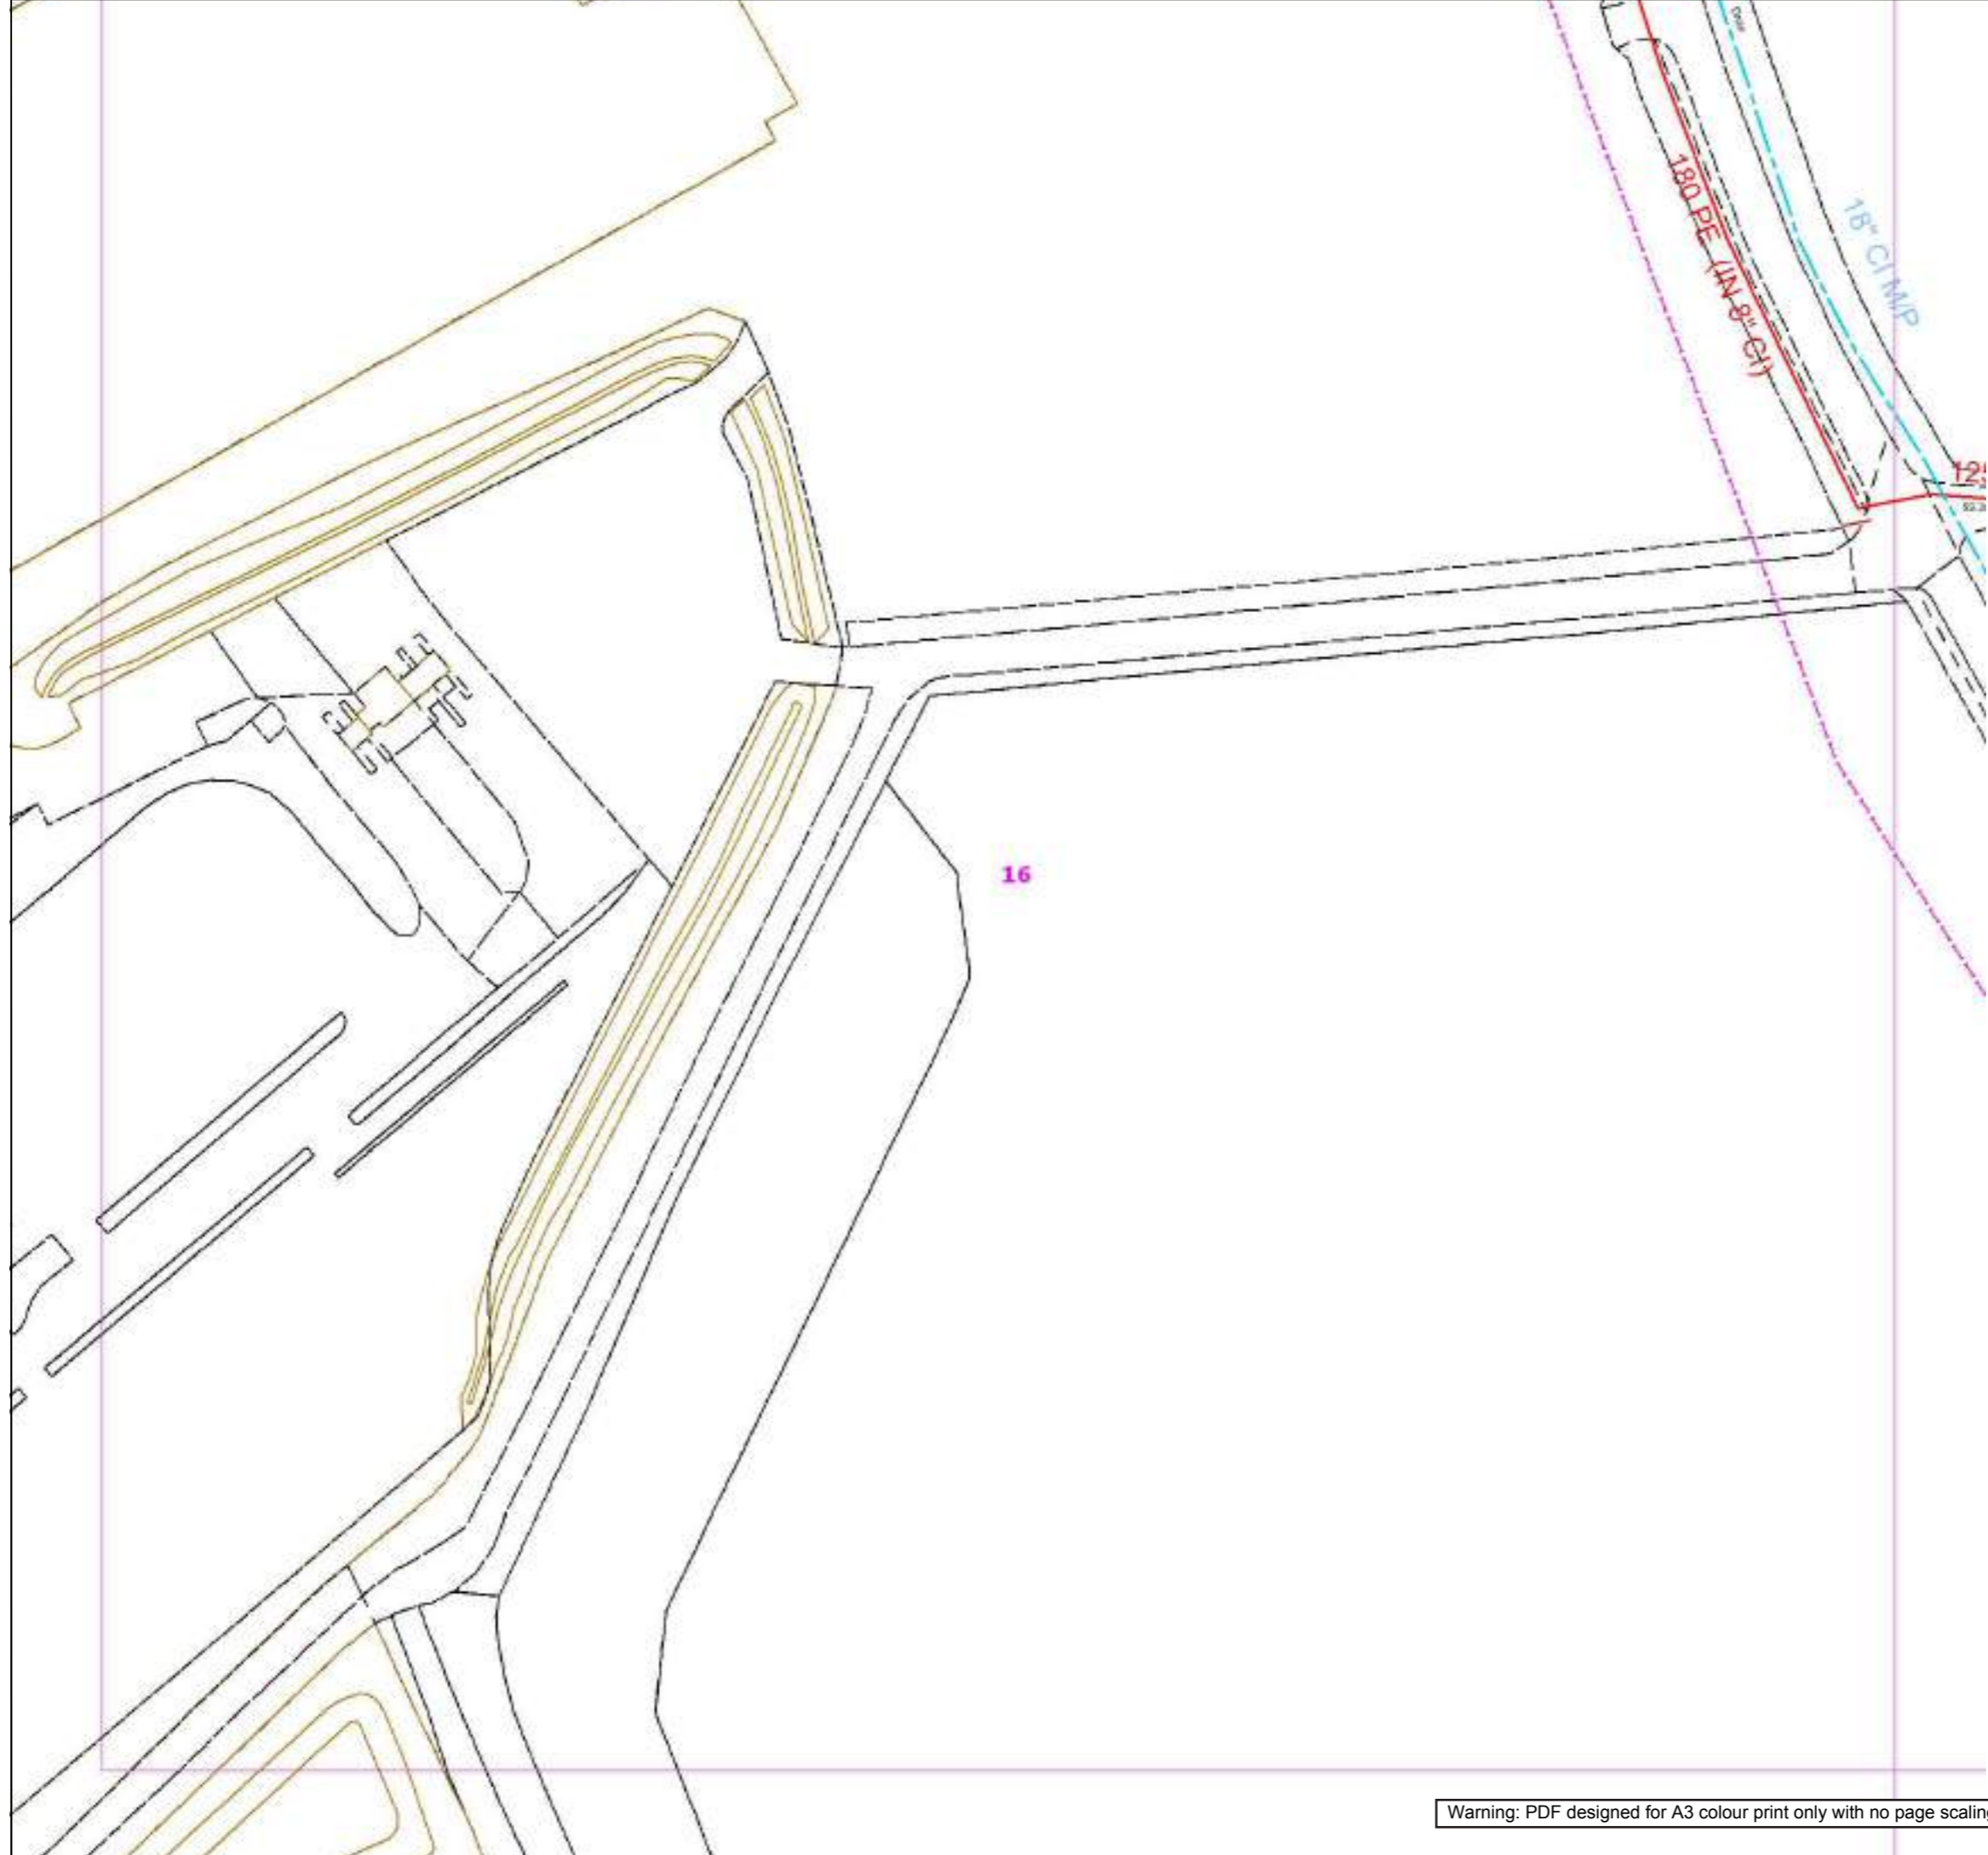 180 PE (IN 8" CI)
18" CI M/P
16
Warning: PDF designed for A3 colour print only with no page scaling